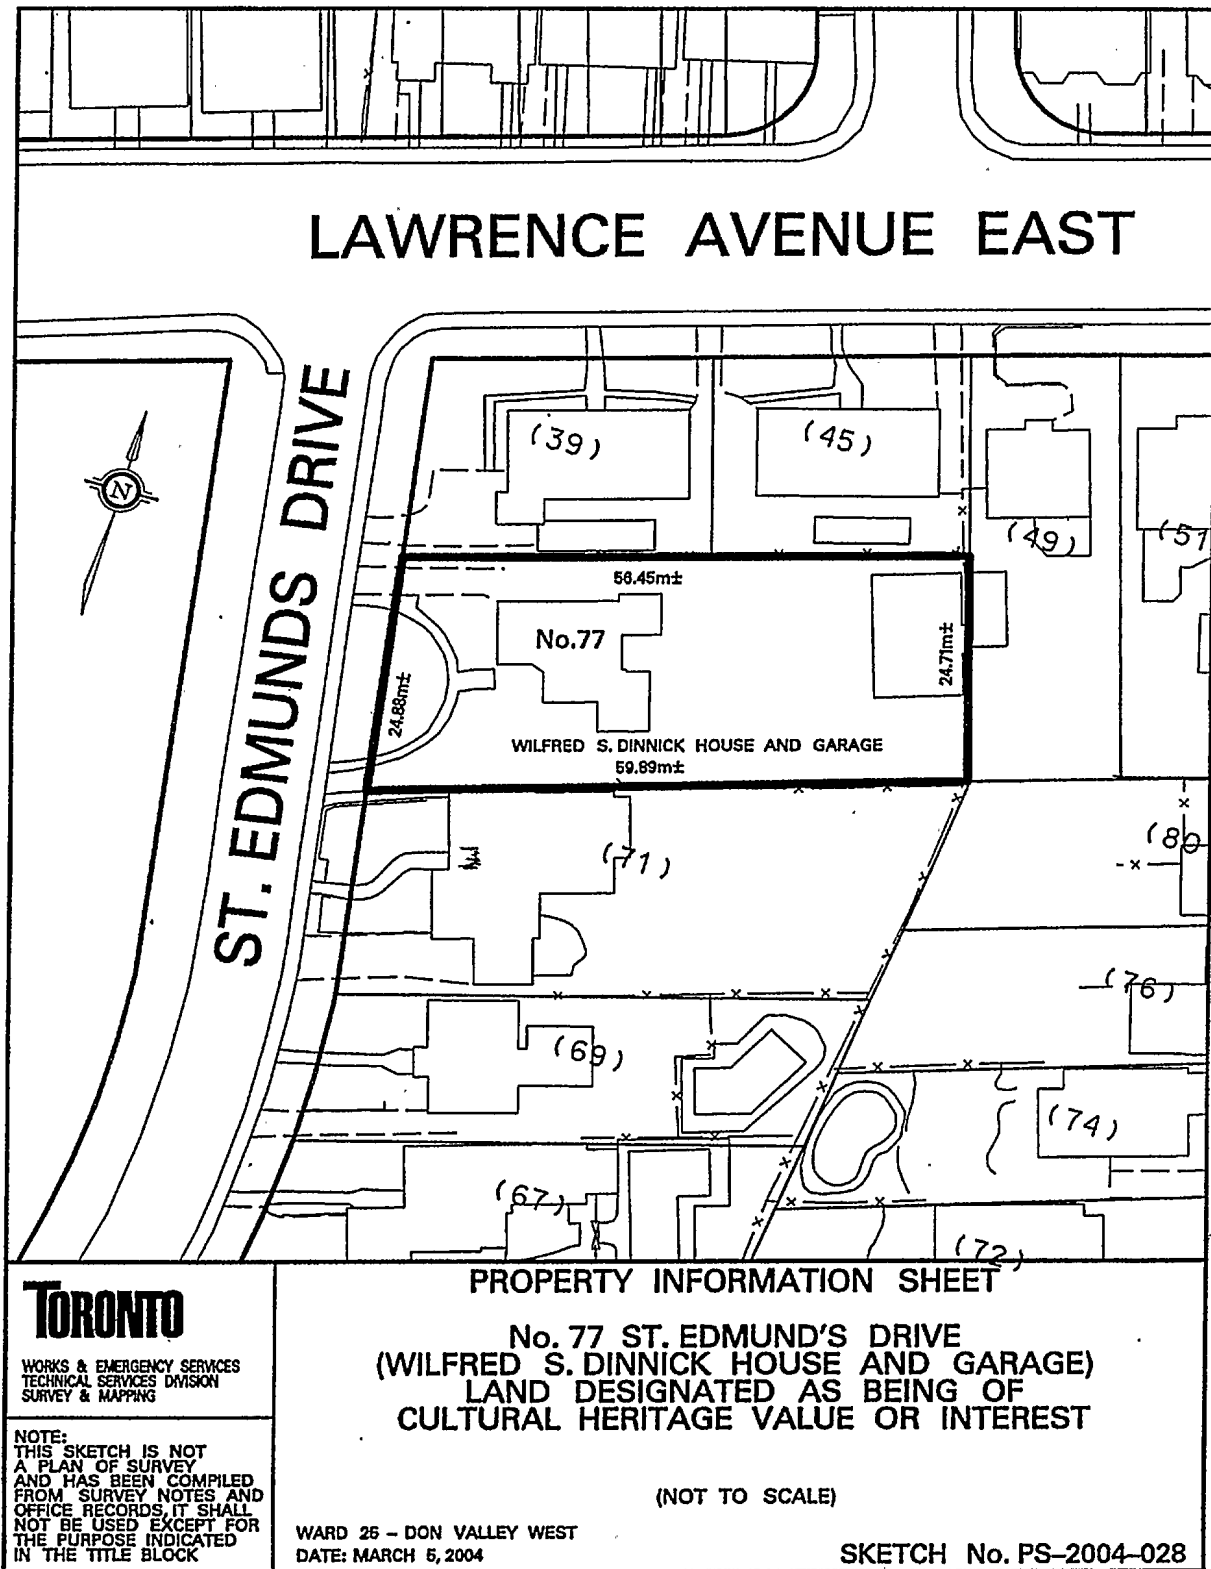 LAWRENCE AVENUE EAST
ST. EDMUNDS DRIVE
N
(39)
(45)
(49)
(51
56.45m±
No.77
24.71m±
24.88m±
WILFRED S. DINNICK HOUSE AND GARAGE
59.89m±
(71)
(80
(76)
(69)
(74)
(67)
(72)
TORONTO
WORKS & EMERGENCY SERVICES
TECHNICAL SERVICES DIVISION
SURVEY & MAPPING
NOTE:
THIS SKETCH IS NOT
A PLAN OF SURVEY
AND HAS BEEN COMPILED
FROM SURVEY NOTES AND
OFFICE RECORDS, IT SHALL
NOT BE USED EXCEPT FOR
THE PURPOSE INDICATED
IN THE TITLE BLOCK
PROPERTY INFORMATION SHEET
No. 77 ST. EDMUND'S DRIVE
(WILFRED S. DINNICK HOUSE AND GARAGE)
LAND DESIGNATED AS BEING OF
CULTURAL HERITAGE VALUE OR INTEREST
(NOT TO SCALE)
WARD 25 – DON VALLEY WEST
DATE: MARCH 5, 2004
SKETCH No. PS–2004–028